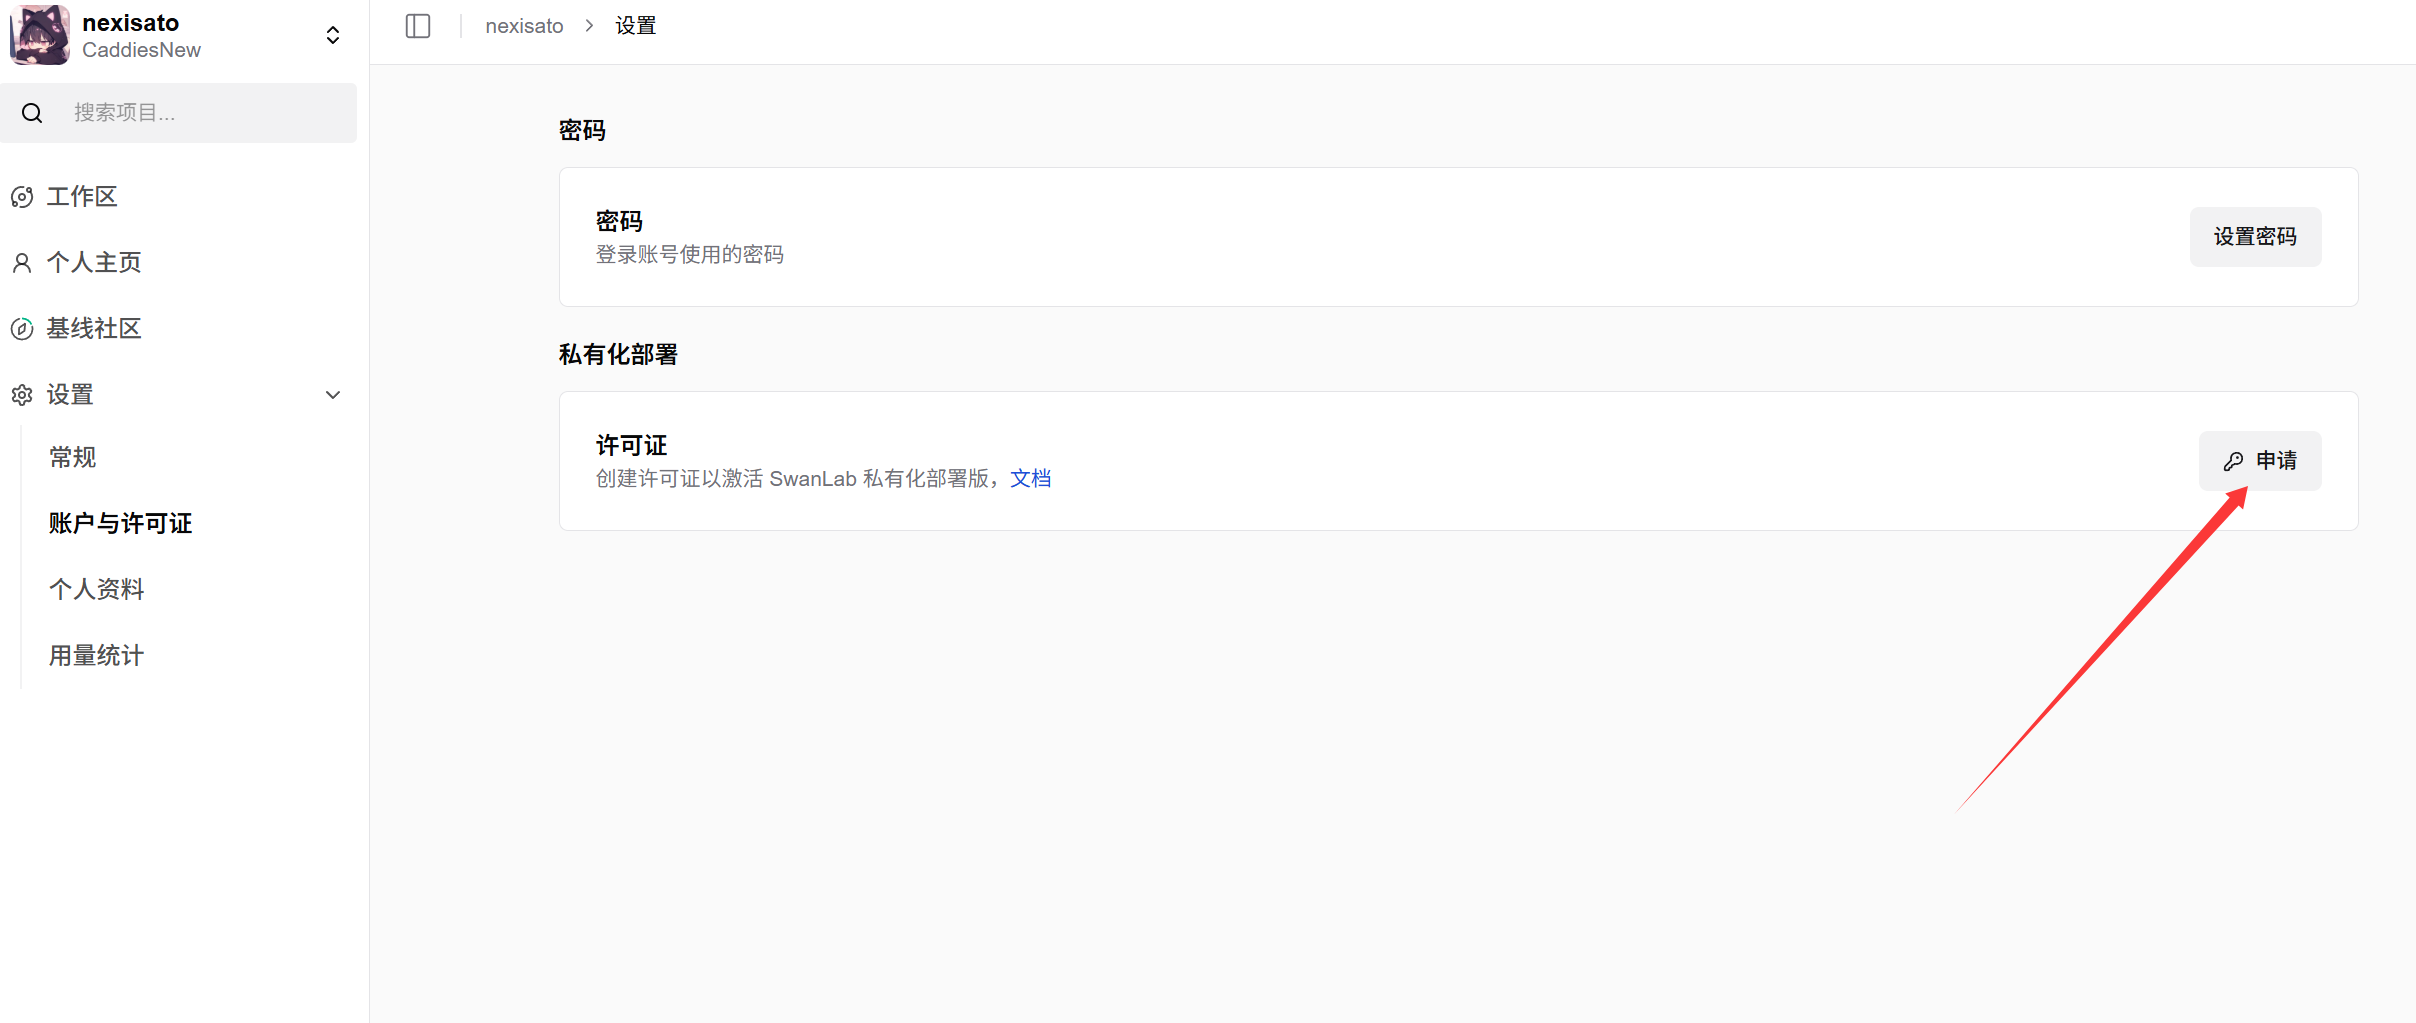 nexisato
CaddiesNew
搜索项目...
工作区
个人主页
基线社区
设置
常规
账户与许可证
个人资料
用量统计
nexisato > 设置
密码
密码
登录账号使用的密码
设置密码
私有化部署
许可证
创建许可证以激活 SwanLab 私有化部署版，文档
申请